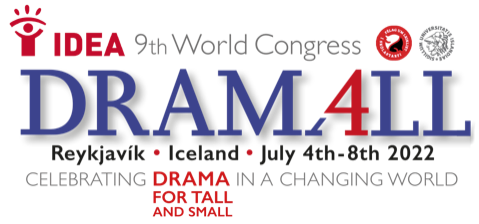 IDEA 9th World Congress
DRAMA4LL
Reykjavík • Iceland • July 4th-8th 2022
CELEBRATING DRAMA IN A CHANGING WORLD
FOR TALL
AND SMALL